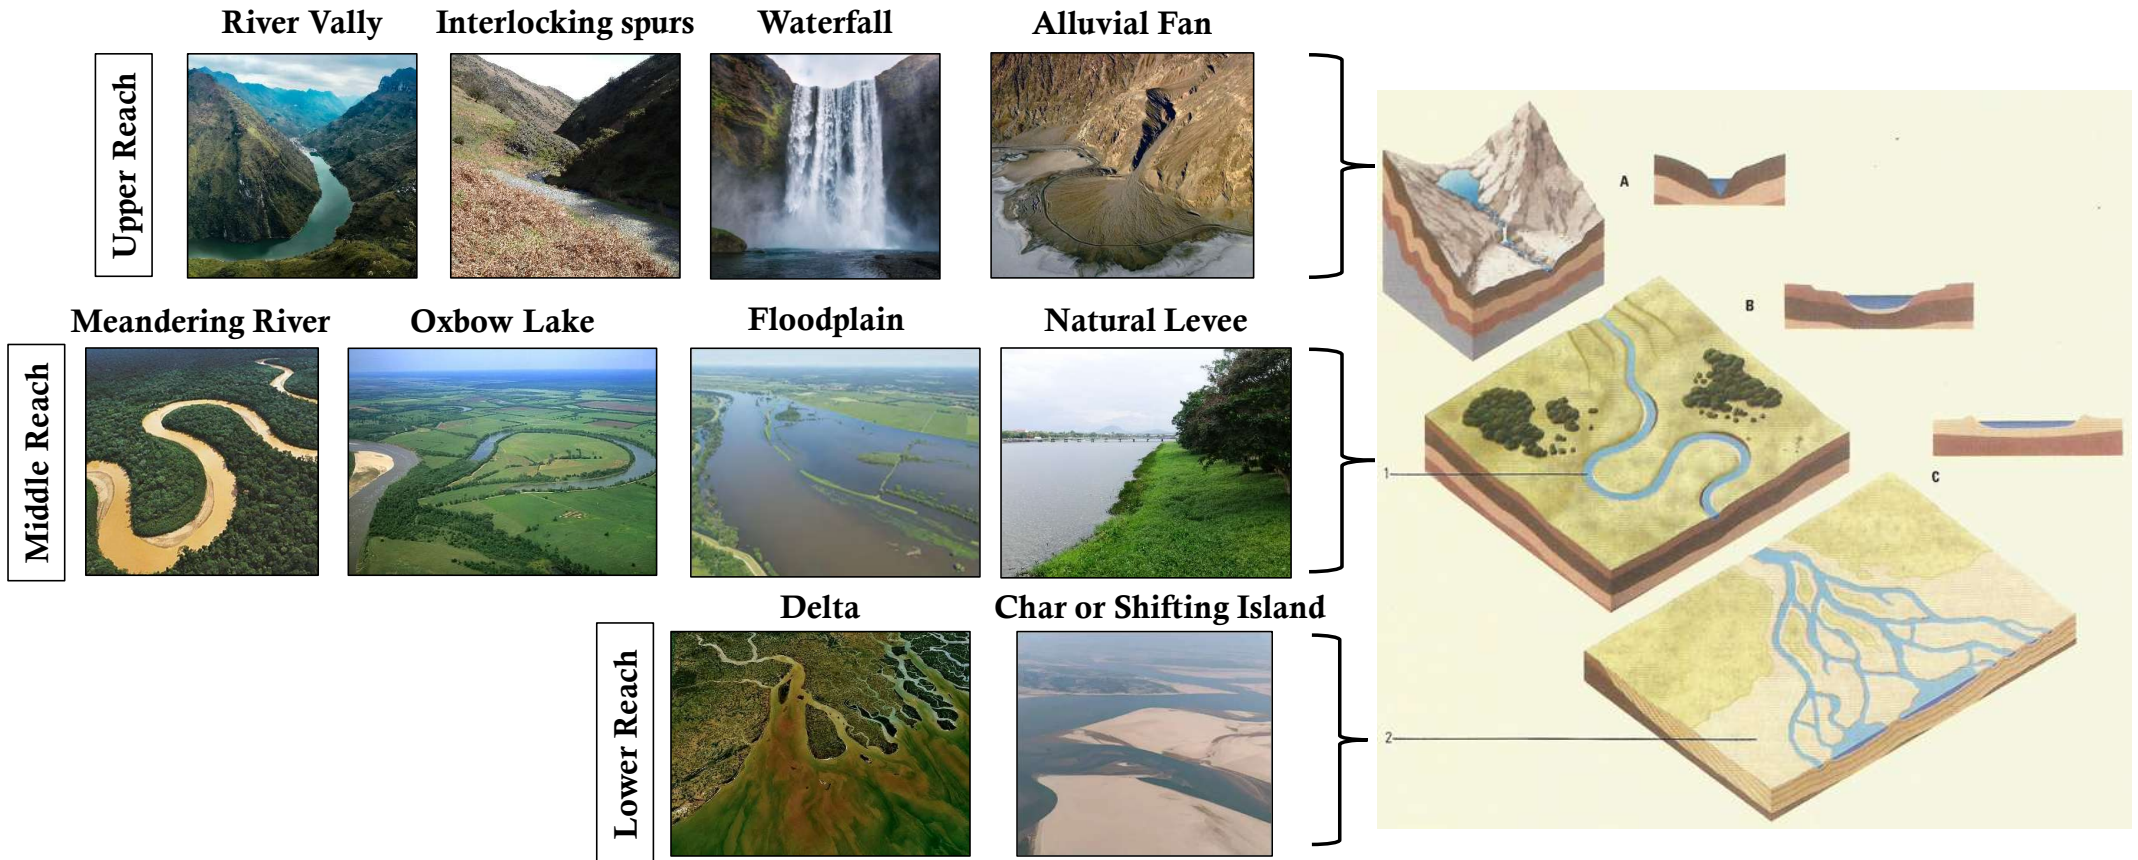 River Vally
Interlocking spurs
Waterfall
Alluvial Fan
Upper Reach
A
B
Meandering River
Oxbow Lake
Floodplain
Natural Levee
Middle Reach
1
C
Delta
Char or Shifting Island
Lower Reach
2